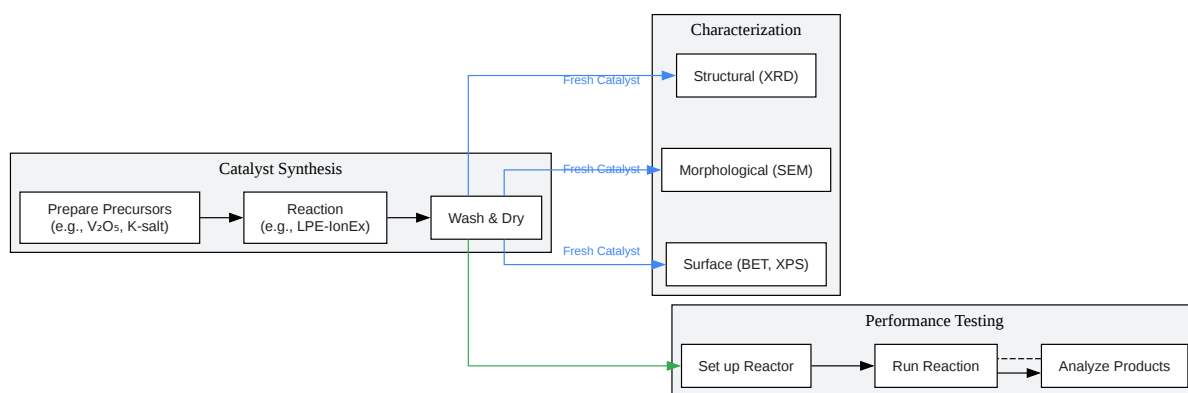 Characterization
Structural (XRD)
Fresh Catalyst
Morphological (SEM)
Fresh Catalyst
Surface (BET, XPS)
Fresh Catalyst
Catalyst Synthesis
Prepare Precursors
(e.g., V₂O₅, K-salt)
Reaction
(e.g., LPE-IonEx)
Wash & Dry
Performance Testing
Set up Reactor
Run Reaction
Analyze Products